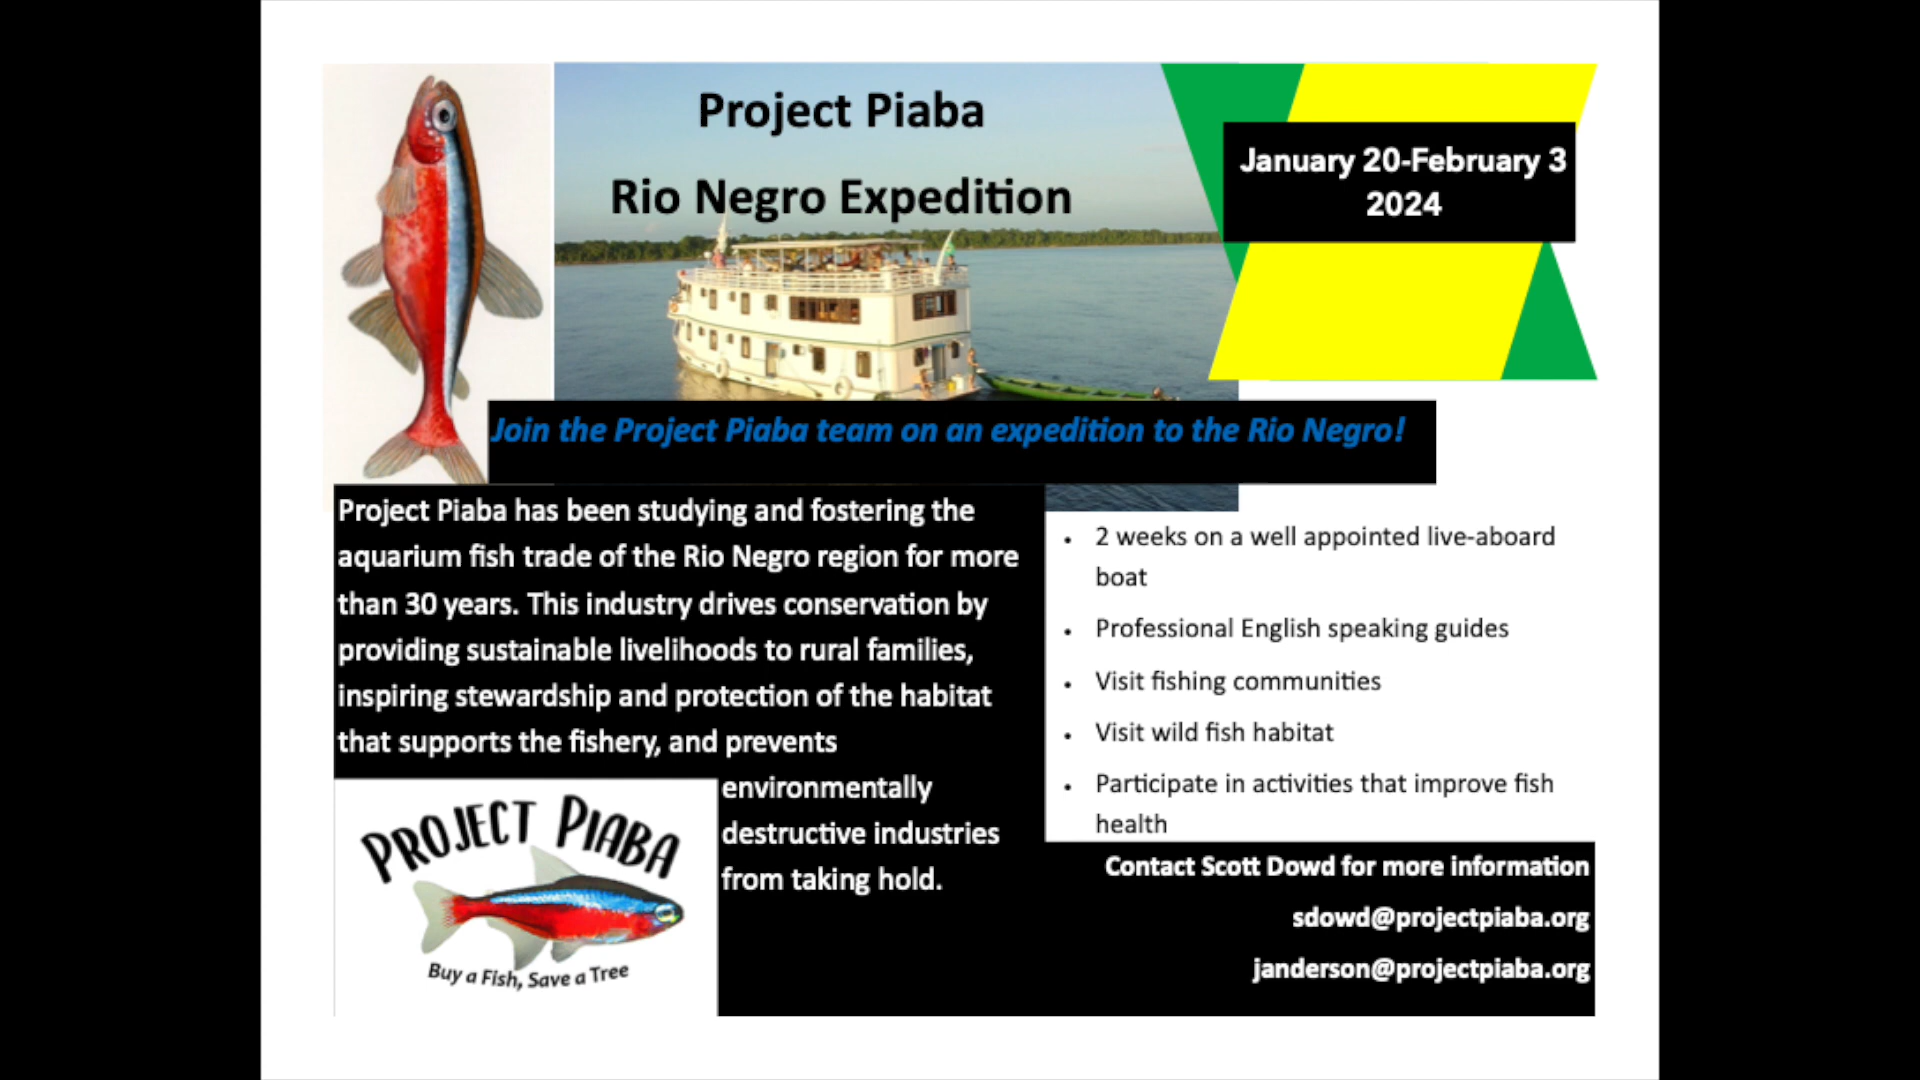 Project Piaba
Rio Negro Expedition
January 20-February 3
2024
Join the Project Piaba team on an expedition to the Rio Negro!
Project Piaba has been studying and fostering the
aquarium fish trade of the Rio Negro region for more
than 30 years. This industry drives conservation by
providing sustainable livelihoods to rural families,
inspiring stewardship and protection of the habitat
that supports the fishery, and prevents
environmentally
destructive industries
from taking hold.
PROJECT PIABA
Buy a Fish, Save a Tree
• 2 weeks on a well appointed live-aboard
boat
• Professional English speaking guides
• Visit fishing communities
• Visit wild fish habitat
• Participate in activities that improve fish
health
Contact Scott Dowd for more information
sdowd@projectpiaba.org
janderson@projectpiaba.org